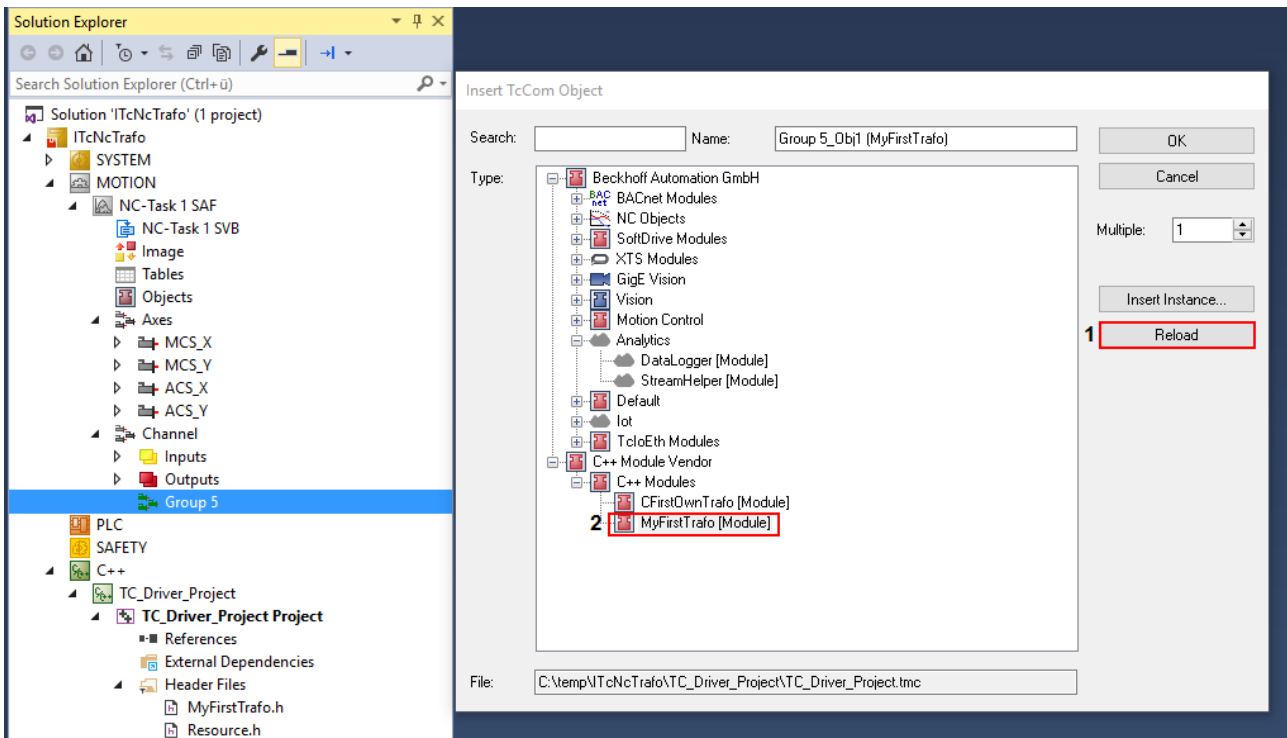 Solution Explorer
Search Solution Explorer (Ctrl+ü)
Solution 'ITcNcTrafo' (1 project)
ITcNcTrafo
SYSTEM
MOTION
NC-Task 1 SAF
NC-Task 1 SVB
Image
Tables
Objects
Axes
MCS_X
MCS_Y
ACS_X
ACS_Y
Channel
Inputs
Outputs
Group 5
PLC
SAFETY
C++
TC_Driver_Project
TC_Driver_Project Project
References
External Dependencies
Header Files
MyFirstTrafo.h
Resource.h
Insert TcCom Object
Search:
Name:
Group 5_Obj1 (MyFirstTrafo)
OK
Type:
Beckhoff Automation GmbH
BAC net BACnet Modules
NC Objects
SoftDrive Modules
XTS Modules
GigE Vision
Vision
Motion Control
Analytics
DataLogger [Module]
StreamHelper [Module]
Default
Iot
TcIoEth Modules
C++ Module Vendor
C++ Modules
CFirstOwnTrafo [Module]
2 MyFirstTrafo [Module]
Cancel
Multiple: 1
Insert Instance...
1 Reload
File: C:\temp\ITcNcTrafo\TC_Driver_Project\TC_Driver_Project.tmc